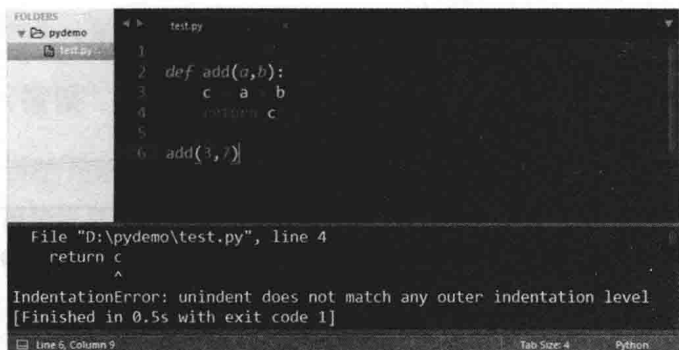 FOLDERS
pydemo
test.py
test.py
1
2 def add(a,b):
3 c a b
4 return c
5
6 add(3,7)
File "D:\pydemo\test.py", line 4
return c
^
IndentationError: unindent does not match any outer indentation level
[Finished in 0.5s with exit code 1]
Line 6, Column 9
Tab Size: 4
Python